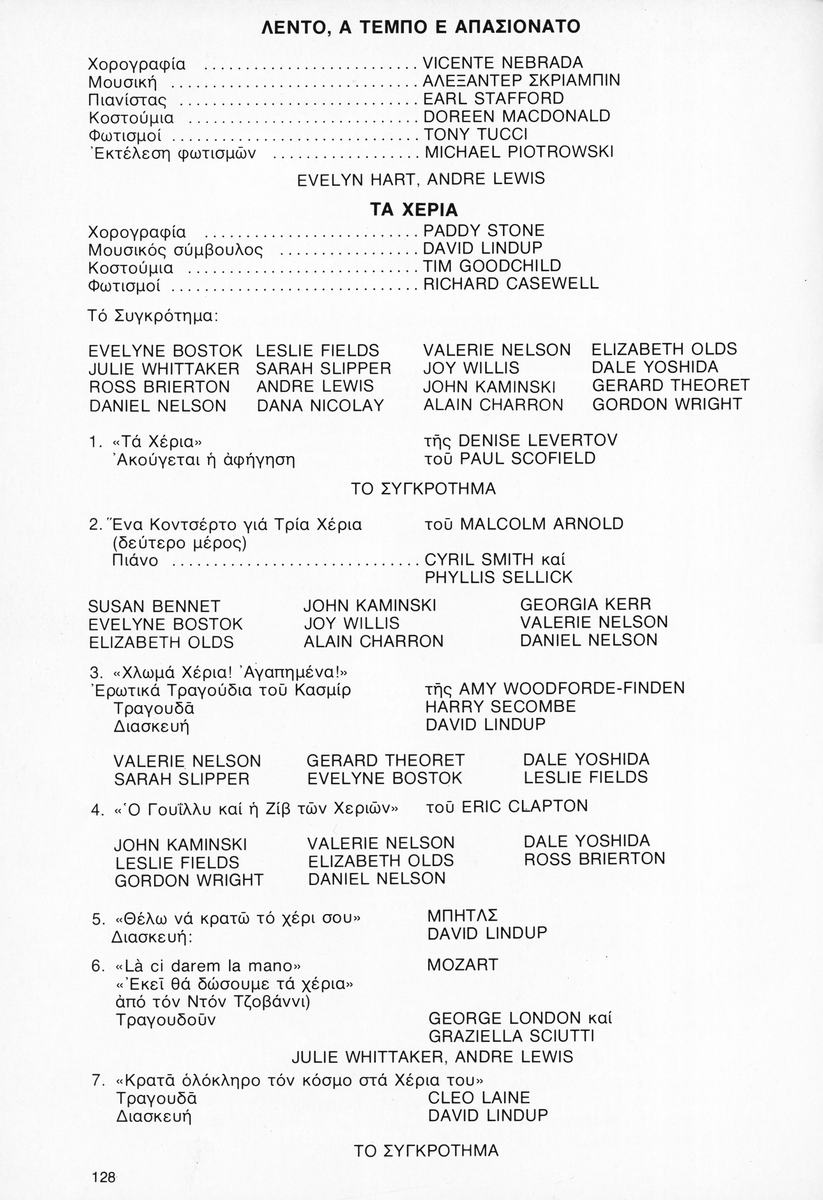 ΛΕΝΤΟ, Α ΤΕΜΠΟ Ε ΑΠΑΣΙΟΝΑΤΟ
Χορογραφία .......................... VICENTE NEBRADA
Μουσική .............................. ΑΛΕΞΑΝΤΕΡ ΣΚΡΙΑΜΠΙΝ
Πιανίστας ............................. EARL STAFFORD
Κοστούμια ............................ DOREEN MACDONALD
Φωτισμοί .............................. TONY TUCCI
Ἐκτέλεση φωτισμῶν .................. MICHAEL PIOTROWSKI
EVELYN HART, ANDRE LEWIS
ΤΑ ΧΕΡΙΑ
Χορογραφία .......................... PADDY STONE
Μουσικός σύμβουλος ................. DAVID LINDUP
Κοστούμια ............................ TIM GOODCHILD
Φωτισμοί .............................. RICHARD CASEWELL
Τό Συγκρότημα:
EVELYNE BOSTOK LESLIE FIELDS VALERIE NELSON ELIZABETH OLDS
JULIE WHITTAKER SARAH SLIPPER JOY WILLIS DALE YOSHIDA
ROSS BRIERTON ANDRE LEWIS JOHN KAMINSKI GERARD THEORET
DANIEL NELSON DANA NICOLAY ALAIN CHARRON GORDON WRIGHT
1. «Τά Χέρια» τῆς DENISE LEVERTOV
Ἀκούγεται ἡ ἀφήγηση τοῦ PAUL SCOFIELD
ΤΟ ΣΥΓΚΡΟΤΗΜΑ
2. Ἕνα Κοντσέρτο γιά Τρία Χέρια τοῦ MALCOLM ARNOLD
(δεύτερο μέρος)
Πιάνο .............................. CYRIL SMITH καί
PHYLLIS SELLICK
SUSAN BENNET JOHN KAMINSKI GEORGIA KERR
EVELYNE BOSTOK JOY WILLIS VALERIE NELSON
ELIZABETH OLDS ALAIN CHARRON DANIEL NELSON
3. «Χλωμά Χέρια! Ἀγαπημένα!»
Ἐρωτικά Τραγούδια τοῦ Κασμίρ τῆς AMY WOODFORDE-FINDEN
Τραγουδᾶ HARRY SECOMBE
Διασκευή DAVID LINDUP
VALERIE NELSON GERARD THEORET DALE YOSHIDA
SARAH SLIPPER EVELYNE BOSTOK LESLIE FIELDS
4. «Ὁ Γουῖλλυ καί ἡ Ζίβ τῶν Χεριῶν» τοῦ ERIC CLAPTON
JOHN KAMINSKI VALERIE NELSON DALE YOSHIDA
LESLIE FIELDS ELIZABETH OLDS ROSS BRIERTON
GORDON WRIGHT DANIEL NELSON
5. «Θέλω νά κρατῶ τό χέρι σου» ΜΠΗΤΛΣ
Διασκευή: DAVID LINDUP
6. «Là ci darem la mano» MOZART
«Ἐκεῖ θά δώσουμε τά χέρια»
ἀπό τόν Ντόν Τζοβάννι)
Τραγουδοῦν GEORGE LONDON καί
GRAZIELLA SCIUTTI
JULIE WHITTAKER, ANDRE LEWIS
7. «Κρατᾶ ὁλόκληρο τόν κόσμο στά Χέρια του»
Τραγουδᾶ CLEO LAINE
Διασκευή DAVID LINDUP
ΤΟ ΣΥΓΚΡΟΤΗΜΑ
128